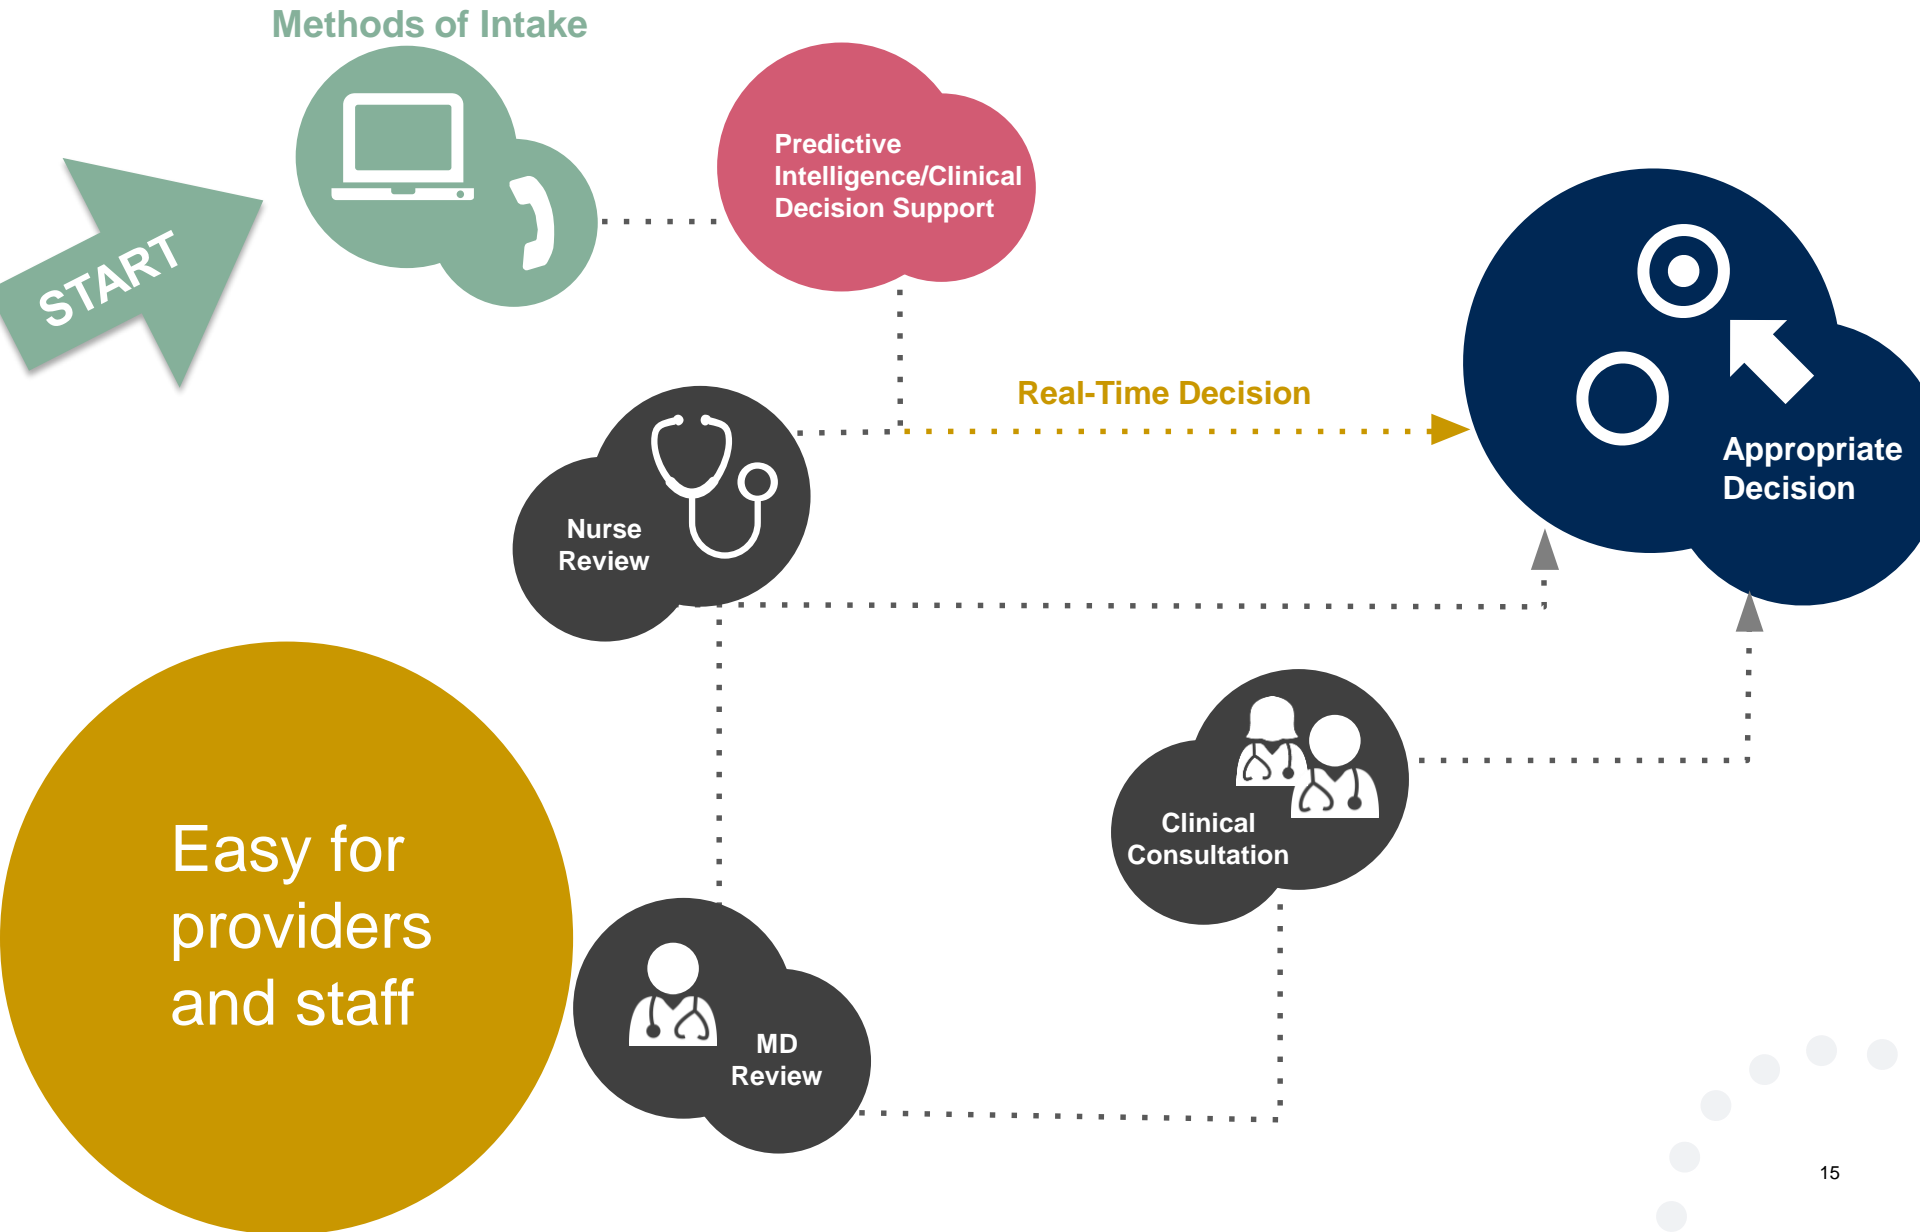 Methods of Intake
START
Predictive
Intelligence/Clinical
Decision Support
Real-Time Decision
Appropriate
Decision
Nurse
Review
Clinical
Consultation
Easy for
providers
and staff
MD
Review
15